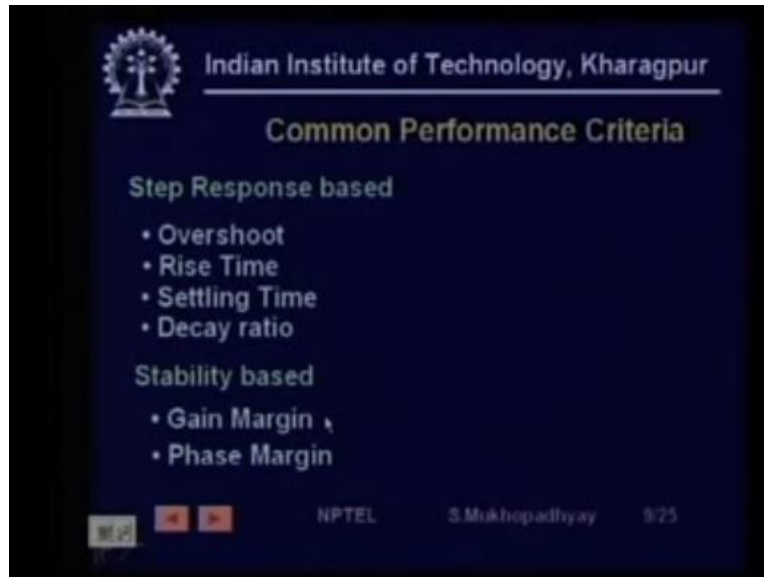 Indian Institute of Technology, Kharagpur
Common Performance Criteria
Step Response based
• Overshoot
• Rise Time
• Settling Time
• Decay ratio
Stability based
• Gain Margin
• Phase Margin
NPTEL S.Mukhopadhyay 9/25